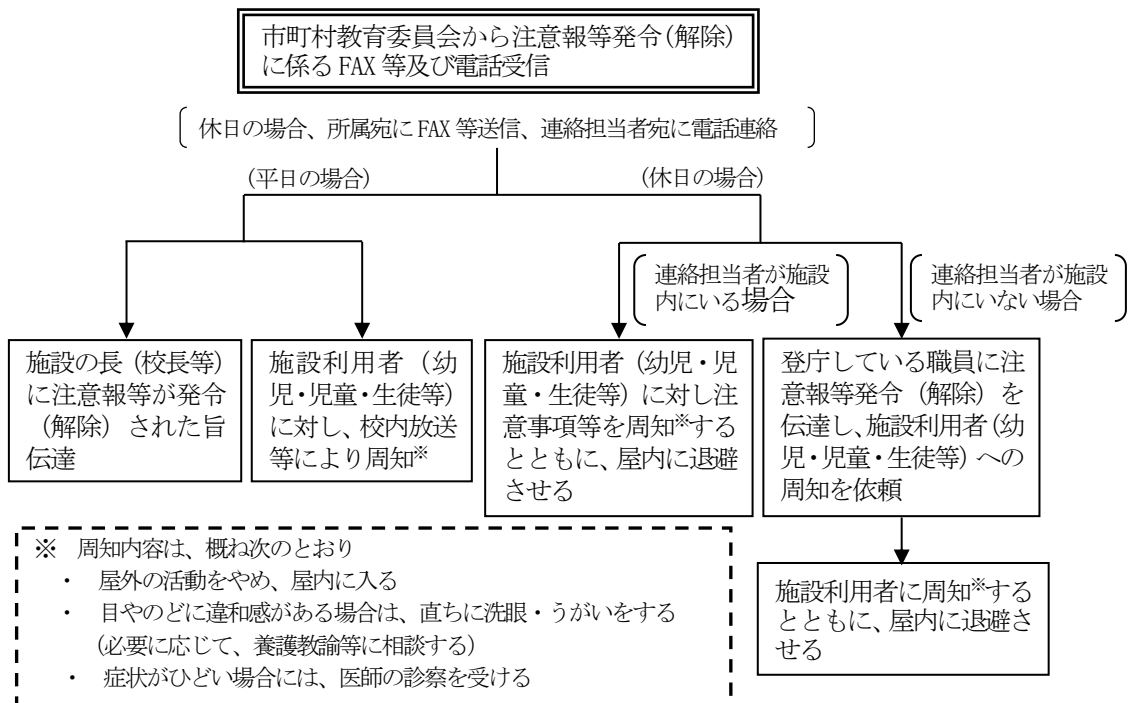 市町村教育委員会から注意報等発令(解除)
に係る FAX 等及び電話受信
休日の場合、所属宛に FAX 等送信、連絡担当者宛に電話連絡
(平日の場合)
(休日の場合)
連絡担当者が施設
内にいる場合
連絡担当者が施設
内にいない場合
施設の長（校長等）
に注意報等が発令
（解除）された旨
伝達
施設利用者（幼
児・児童・生徒等）
に対し、校内放送
等により周知※
施設利用者（幼児・児
童・生徒等）に対し注
意事項等を周知※する
とともに、屋内に退避
させる
登庁している職員に注
意報等発令（解除）を
伝達し、施設利用者(幼
児・児童・生徒等）への
周知を依頼
施設利用者に周知※する
とともに、屋内に退避さ
せる
※　周知内容は、概ね次のとおり
・　屋外の活動をやめ、屋内に入る
・　目やのどに違和感がある場合は、直ちに洗眼・うがいをする
(必要に応じて、養護教諭等に相談する)
・　症状がひどい場合には、医師の診察を受ける